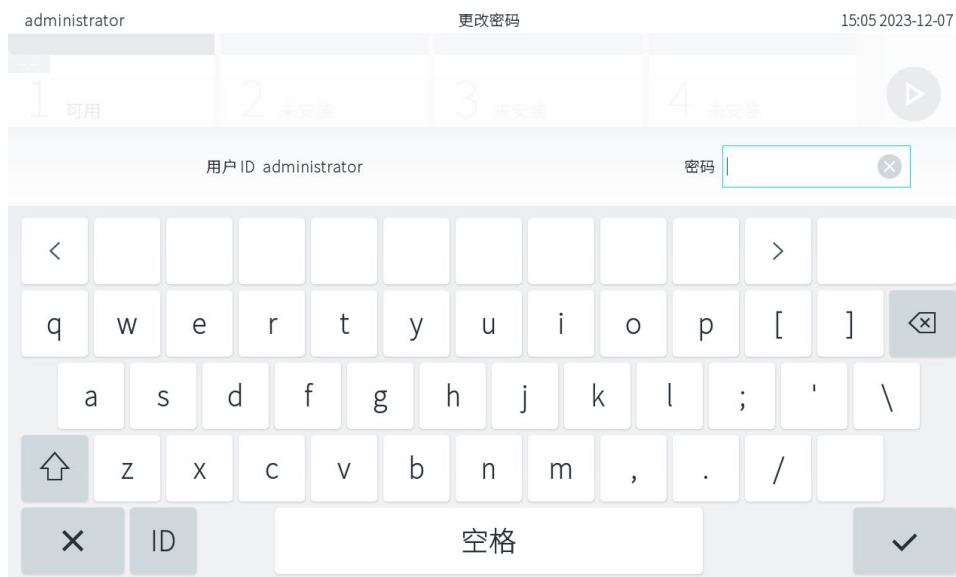 administrator 更改密码 15:05 2023-12-07
1 可用 2 未安装 3 未安装 4 未安装
用户 ID administrator 密码
< >
q w e r t y u i o p [ ]
a s d f g h j k l ; ' \
z x c v b n m , . /
ID 空格